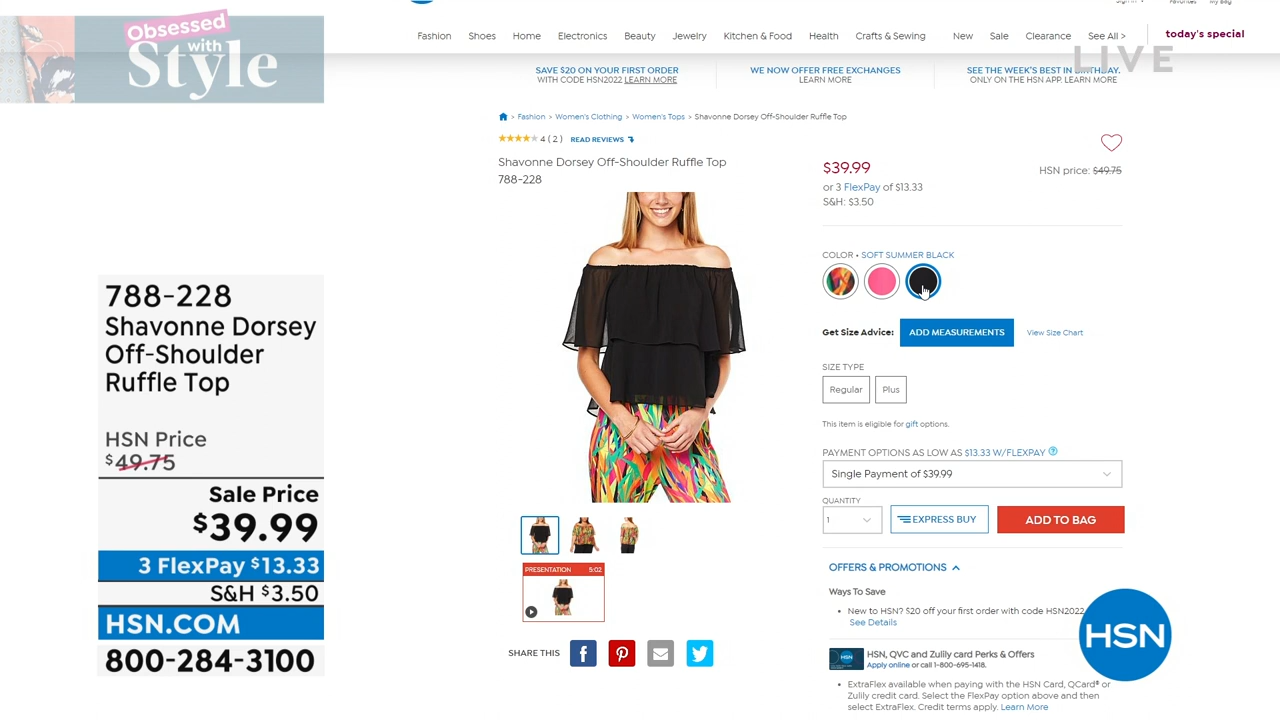 Obsessed
with
Style
Fashion Shoes Home Electronics Beauty Jewelry Kitchen & Food Health Crafts & Sewing New Sale Clearance See All > today's special
LIVE
SAVE $20 ON YOUR FIRST ORDER
WITH CODE HSN2022 LEARN MORE
WE NOW OFFER FREE EXCHANGES
LEARN MORE
SEE THE WEEK'S BEST IN BIRTHDAY.
ONLY ON THE HSN APP. LEARN MORE
> Fashion > Women's Clothing > Women's Tops > Shavonne Dorsey Off-Shoulder Ruffle Top
4 ( 2 ) READ REVIEWS
Shavonne Dorsey Off-Shoulder Ruffle Top
788-228
$39.99
HSN price: $49.75
or 3 FlexPay of $13.33
S&H: $3.50
COLOR • SOFT SUMMER BLACK
Get Size Advice: ADD MEASUREMENTS View Size Chart
SIZE TYPE
Regular Plus
This item is eligible for gift options.
PAYMENT OPTIONS AS LOW AS $13.33 W/FLEXPAY ?
Single Payment of $39.99
QUANTITY
1 EXPRESS BUY ADD TO BAG
OFFERS & PROMOTIONS
Ways To Save
• New to HSN? $20 off your first order with code HSN2022.
See Details
HSN, QVC and Zulily card Perks & Offers
Apply online or call 1-800-695-1418.
• ExtraFlex available when paying with the HSN Card, QCard® or
Zulily credit card. Select the FlexPay option above and then
select ExtraFlex. Credit terms apply. Learn More
PRESENTATION 5:02
SHARE THIS
788-228
Shavonne Dorsey
Off-Shoulder
Ruffle Top
HSN Price
$49.75
Sale Price
$39.99
3 FlexPay $13.33
S&H $3.50
HSN.COM
800-284-3100
HSN